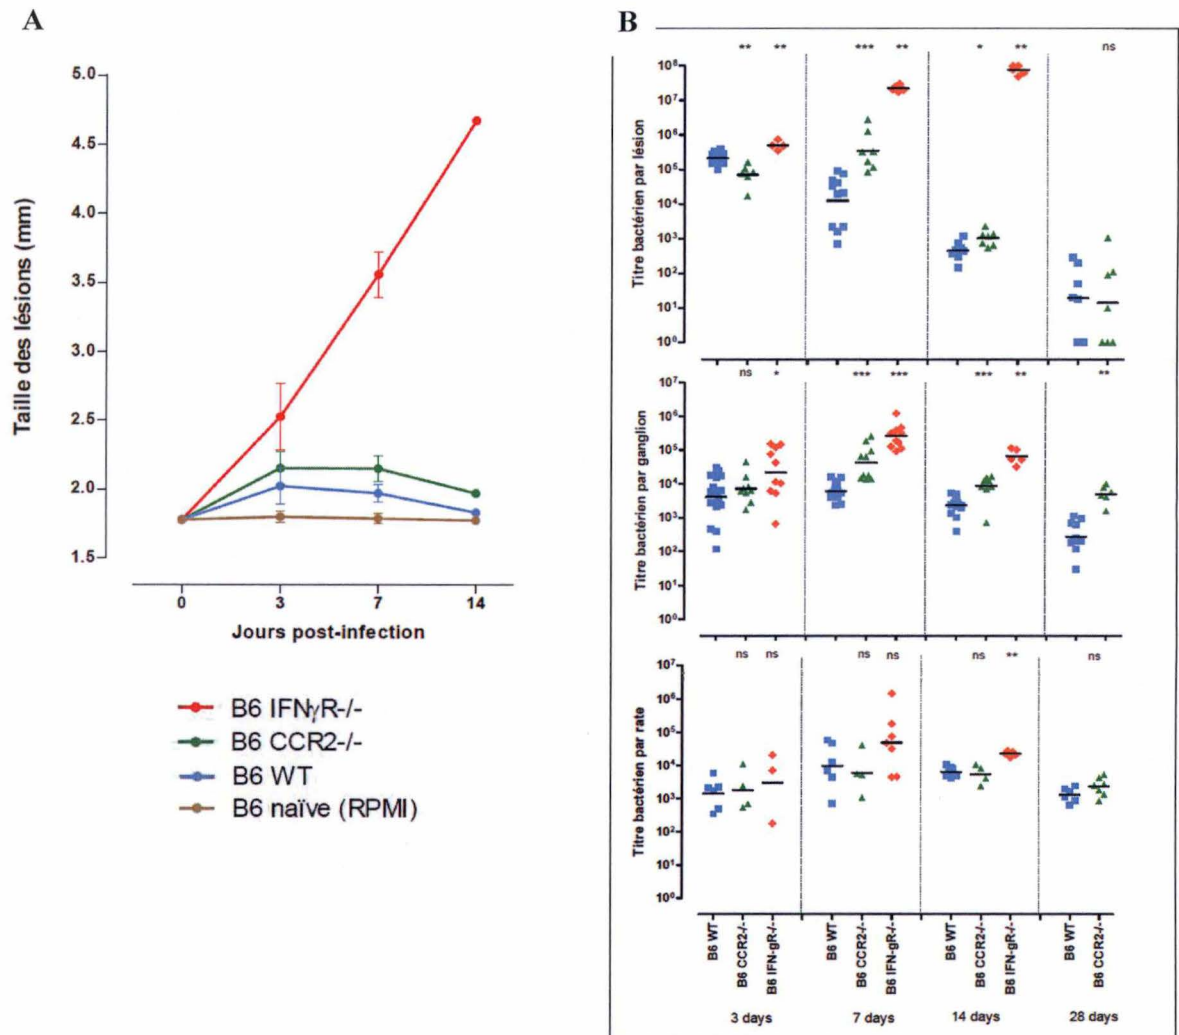 A
Taille des lésions (mm)
5.0
4.5
4.0
3.5
3.0
2.5
2.0
1.5
0 3 7 14
Jours post-infection
B6 IFNγR-/-
B6 CCR2-/-
B6 WT
B6 naïve (RPMI)
B
** ** *** ** * ** ns
Titre bactérien par lésion
10⁸
10⁷
10⁶
10⁵
10⁴
10³
10²
10¹
10⁰
ns * *** *** *** ** **
Titre bactérien par ganglion
10⁷
10⁶
10⁵
10⁴
10³
10²
10¹
10⁰
ns ns ns ns ns ** ns
Titre bactérien par rate
10⁷
10⁶
10⁵
10⁴
10³
10²
10¹
10⁰
B6 WT
B6 CCR2-/-
B6 IFN-gR-/-
B6 WT
B6 CCR2-/-
B6 IFN-gR-/-
B6 WT
B6 CCR2-/-
B6 IFN-gR-/-
B6 WT
B6 CCR2-/-
3 days 7 days 14 days 28 days